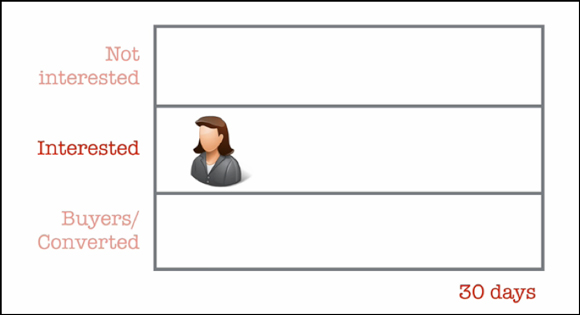 Not
interested
Interested
Buyers/
Converted
30 days